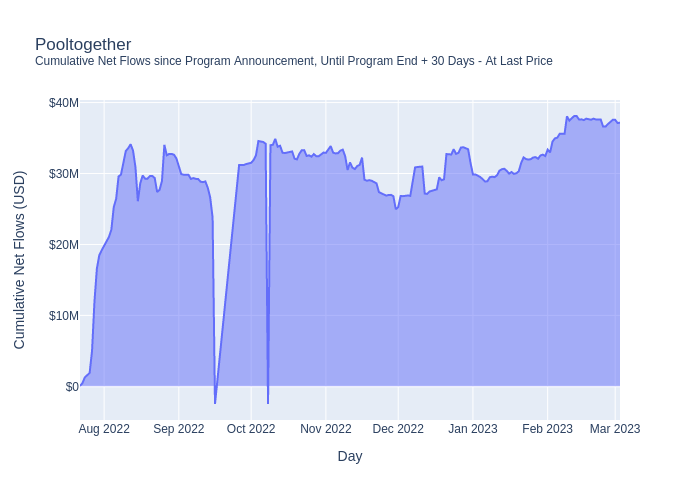 Pooltogether
Cumulative Net Flows since Program Announcement, Until Program End + 30 Days - At Last Price
$40M
$30M
$20M
$10M
$0
Cumulative Net Flows (USD)
Aug 2022
Sep 2022
Oct 2022
Nov 2022
Dec 2022
Jan 2023
Feb 2023
Mar 2023
Day